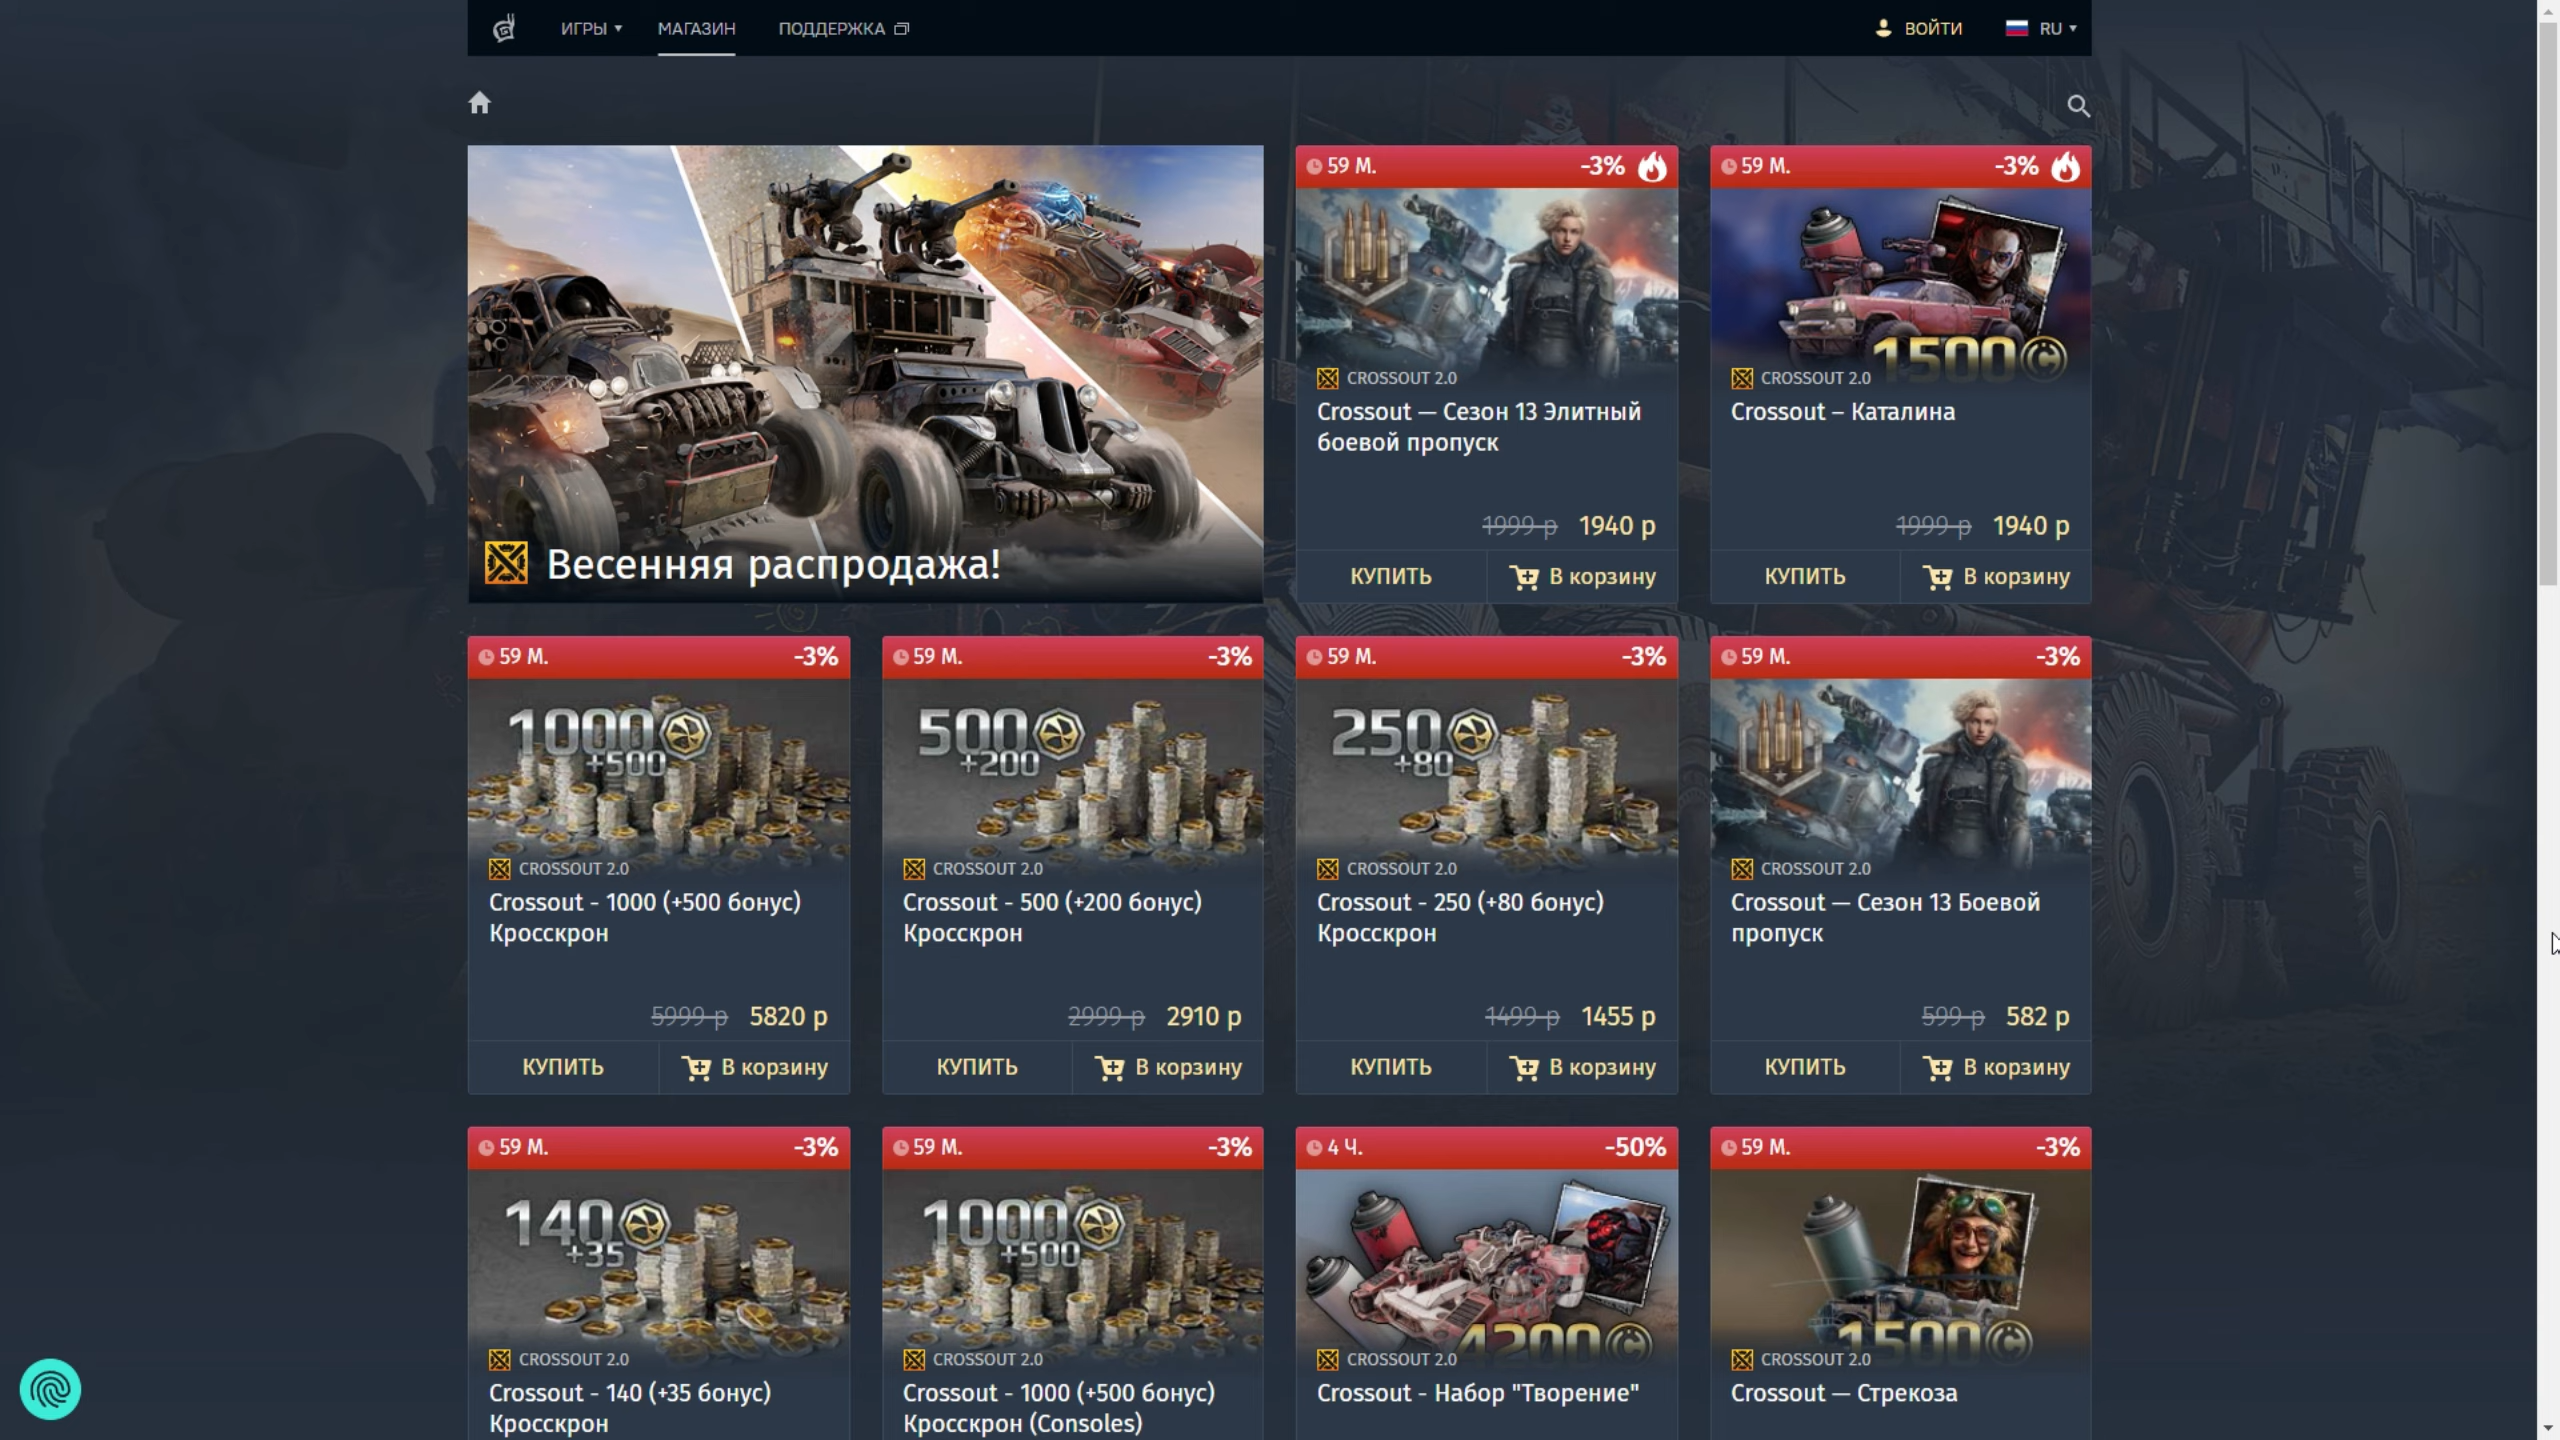 ИГРЫ
МАГАЗИН
ПОДДЕРЖКА
ВОЙТИ
RU
Весенняя распродажа!
59 М.
-3%
CROSSOUT 2.0
Crossout — Сезон 13 Элитный
боевой пропуск
1999 р 1940 р
КУПИТЬ
В корзину
59 М.
-3%
1500
CROSSOUT 2.0
Crossout – Каталина
1999 р 1940 р
КУПИТЬ
В корзину
59 М.
-3%
1000
+500
CROSSOUT 2.0
Crossout - 1000 (+500 бонус)
Кросскрон
5999 р 5820 р
КУПИТЬ
В корзину
59 М.
-3%
500
+200
CROSSOUT 2.0
Crossout - 500 (+200 бонус)
Кросскрон
2999 р 2910 р
КУПИТЬ
В корзину
59 М.
-3%
250
+80
CROSSOUT 2.0
Crossout - 250 (+80 бонус)
Кросскрон
1499 р 1455 р
КУПИТЬ
В корзину
59 М.
-3%
CROSSOUT 2.0
Crossout — Сезон 13 Боевой
пропуск
599 р 582 р
КУПИТЬ
В корзину
59 М.
-3%
140
+35
CROSSOUT 2.0
Crossout - 140 (+35 бонус)
Кросскрон
59 М.
-3%
1000
+500
CROSSOUT 2.0
Crossout - 1000 (+500 бонус)
Кросскрон (Consoles)
4 Ч.
-50%
4200
CROSSOUT 2.0
Crossout - Набор "Творение"
59 М.
-3%
1500
CROSSOUT 2.0
Crossout — Стрекоза